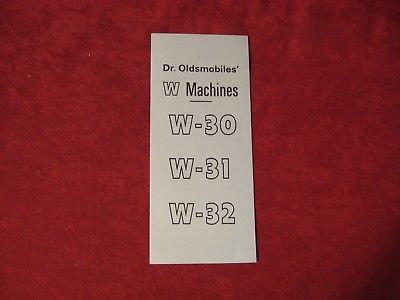 Dr. Oldsmobiles'
W Machines
W-30
W-31
W-32